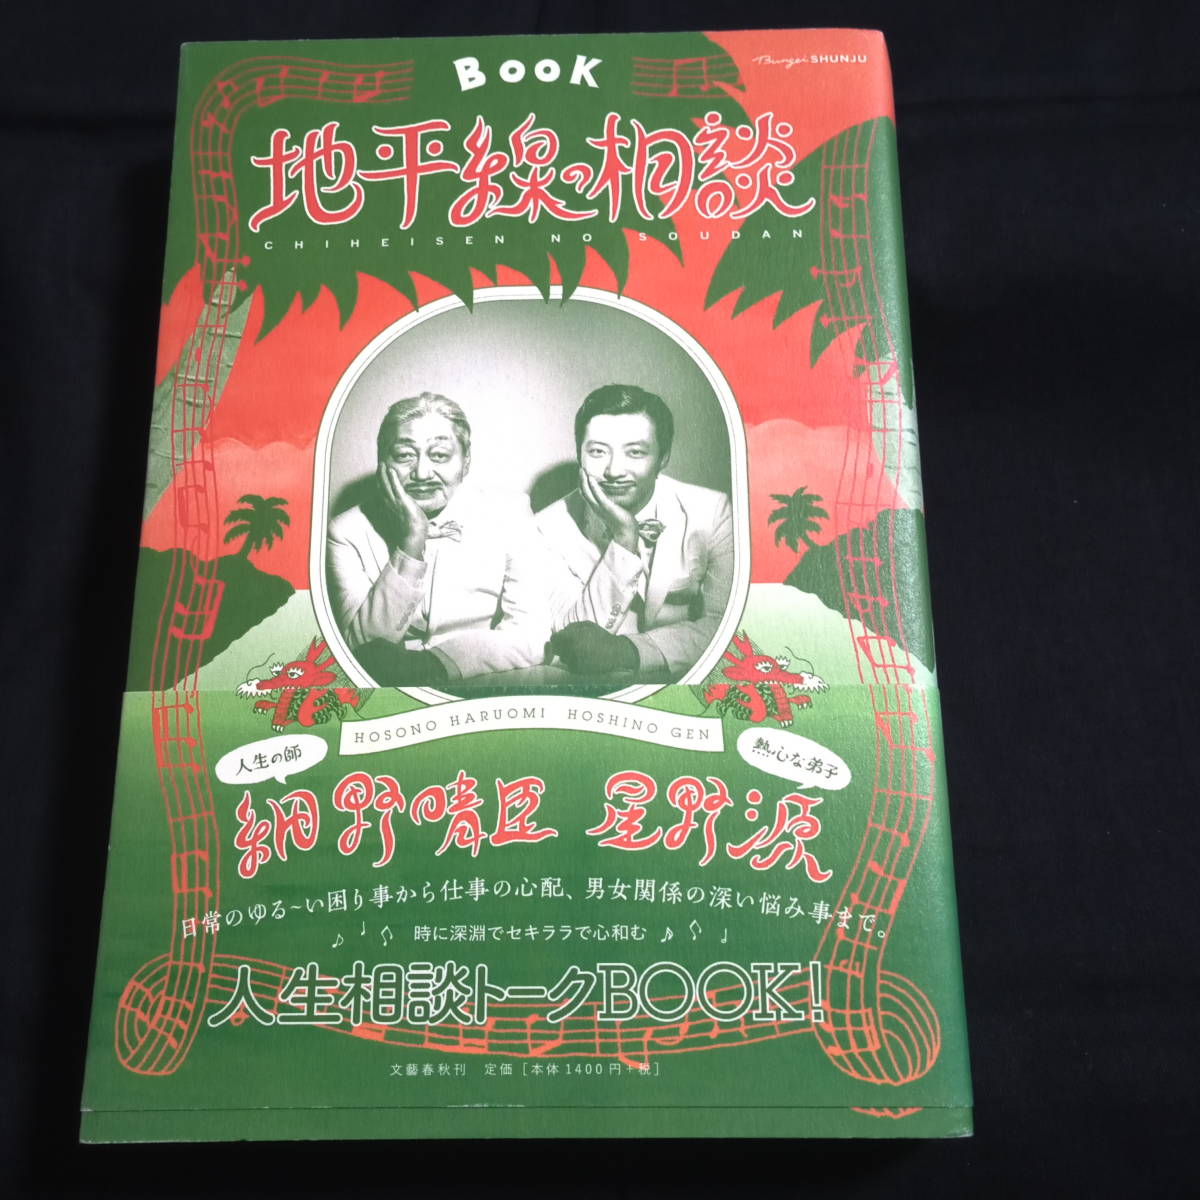 BOOK
Bungei SHUNJU
地平線の相談
CHIHEISEN NO SOUDAN
HOSONO HARUOMI HOSHINO GEN
人生の師
熱心な弟子
細野晴臣 星野源
日常のゆる～い困り事から仕事の心配、男女関係の深い悩み事まで。
時に深淵でセキララで心和む
人生相談トークBOOK!
文藝春秋刊 定価［本体1400円+税］